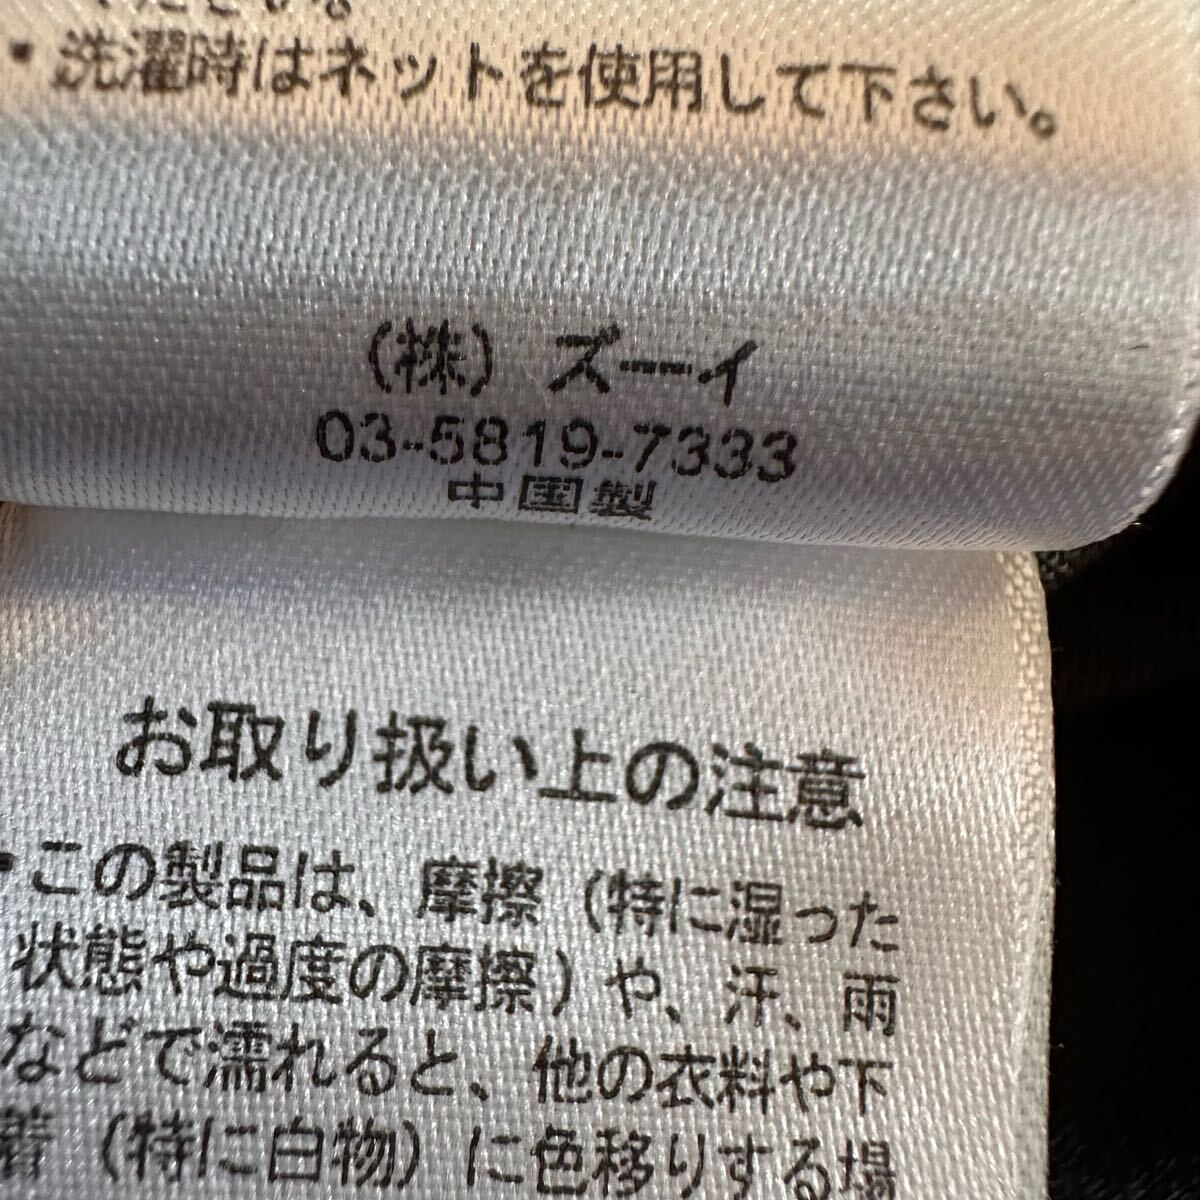 ください。
・洗濯時はネットを使用して下さい。
(株) ズーイ
03-5819-7333
中国製
お取り扱い上の注意
・この製品は、摩擦(特に湿った
状態や過度の摩擦)や、汗、雨
などで濡れると、他の衣料や下
着(特に白物)に色移りする場